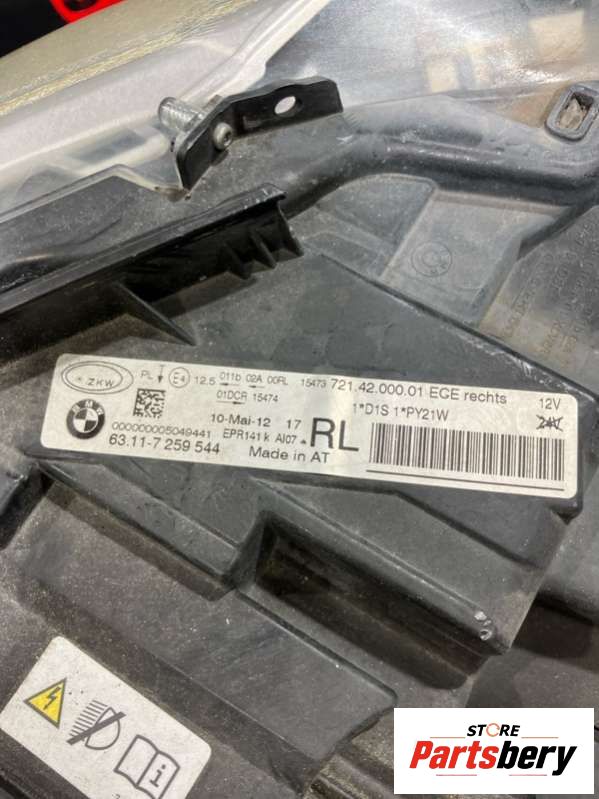 ZKW
RL
E4
12.5
011b 02A 00RL
15473 721.42.000.01 ECE rechts
12V
01DCR 15474
1*D1S 1*PY21W
24V
10-Mai-12 17
BMW
000000005049441
EPR141 k AI07
RL
63.11-7 259 544
Made in AT
STORE
Partsbery